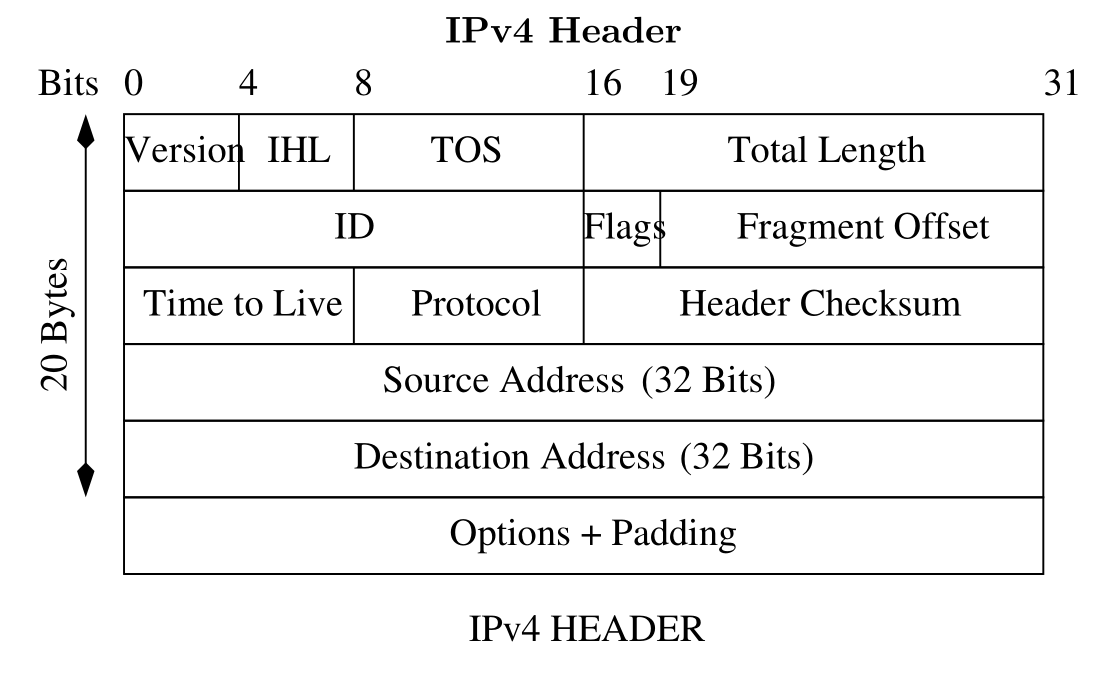 IPv4 Header
Bits 0 4 8 16 19 31
Version IHL TOS Total Length
ID Flags Fragment Offset
Time to Live Protocol Header Checksum
Source Address (32 Bits)
Destination Address (32 Bits)
Options + Padding
20 Bytes
IPv4 HEADER